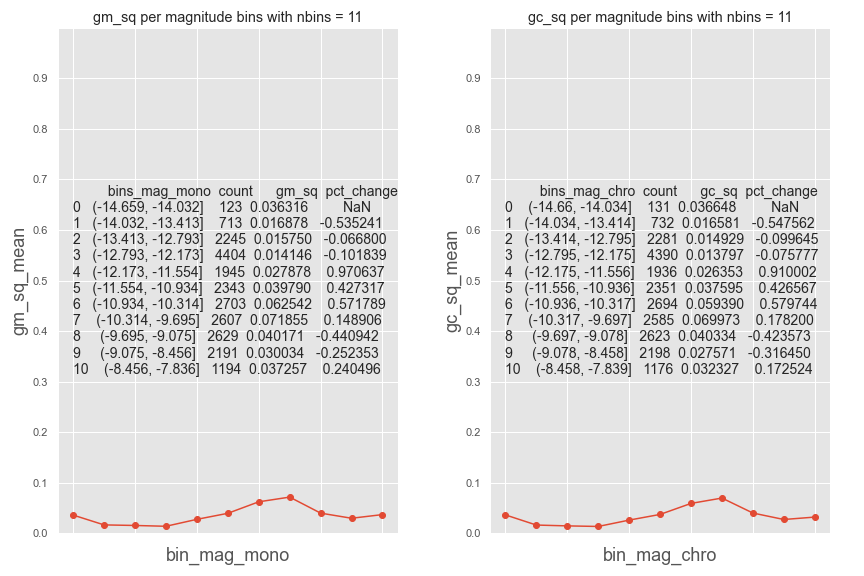 gm_sq per magnitude bins with nbins = 11
0.9
0.8
0.7
0.6
0.5
0.4
0.3
0.2
0.1
0.0
gm_sq_mean
bins_mag_mono count gm_sq pct_change
0 (-14.659, -14.032] 123 0.036316 NaN
1 (-14.032, -13.413] 713 0.016878 -0.535241
2 (-13.413, -12.793] 2245 0.015750 -0.066800
3 (-12.793, -12.173] 4404 0.014146 -0.101839
4 (-12.173, -11.554] 1945 0.027878 0.970637
5 (-11.554, -10.934] 2343 0.039790 0.427317
6 (-10.934, -10.314] 2703 0.062542 0.571789
7 (-10.314, -9.695] 2607 0.071855 0.148906
8 (-9.695, -9.075] 2629 0.040171 -0.440942
9 (-9.075, -8.456] 2191 0.030034 -0.252353
10 (-8.456, -7.836] 1194 0.037257 0.240496
bin_mag_mono
gc_sq per magnitude bins with nbins = 11
0.9
0.8
0.7
0.6
0.5
0.4
0.3
0.2
0.1
0.0
gc_sq_mean
bins_mag_chro count gc_sq pct_change
0 (-14.66, -14.034] 131 0.036648 NaN
1 (-14.034, -13.414] 732 0.016581 -0.547562
2 (-13.414, -12.795] 2281 0.014929 -0.099645
3 (-12.795, -12.175] 4390 0.013797 -0.075777
4 (-12.175, -11.556] 1936 0.026353 0.910002
5 (-11.556, -10.936] 2351 0.037595 0.426567
6 (-10.936, -10.317] 2694 0.059390 0.579744
7 (-10.317, -9.697] 2585 0.069973 0.178200
8 (-9.697, -9.078] 2623 0.040334 -0.423573
9 (-9.078, -8.458] 2198 0.027571 -0.316450
10 (-8.458, -7.839] 1176 0.032327 0.172524
bin_mag_chro